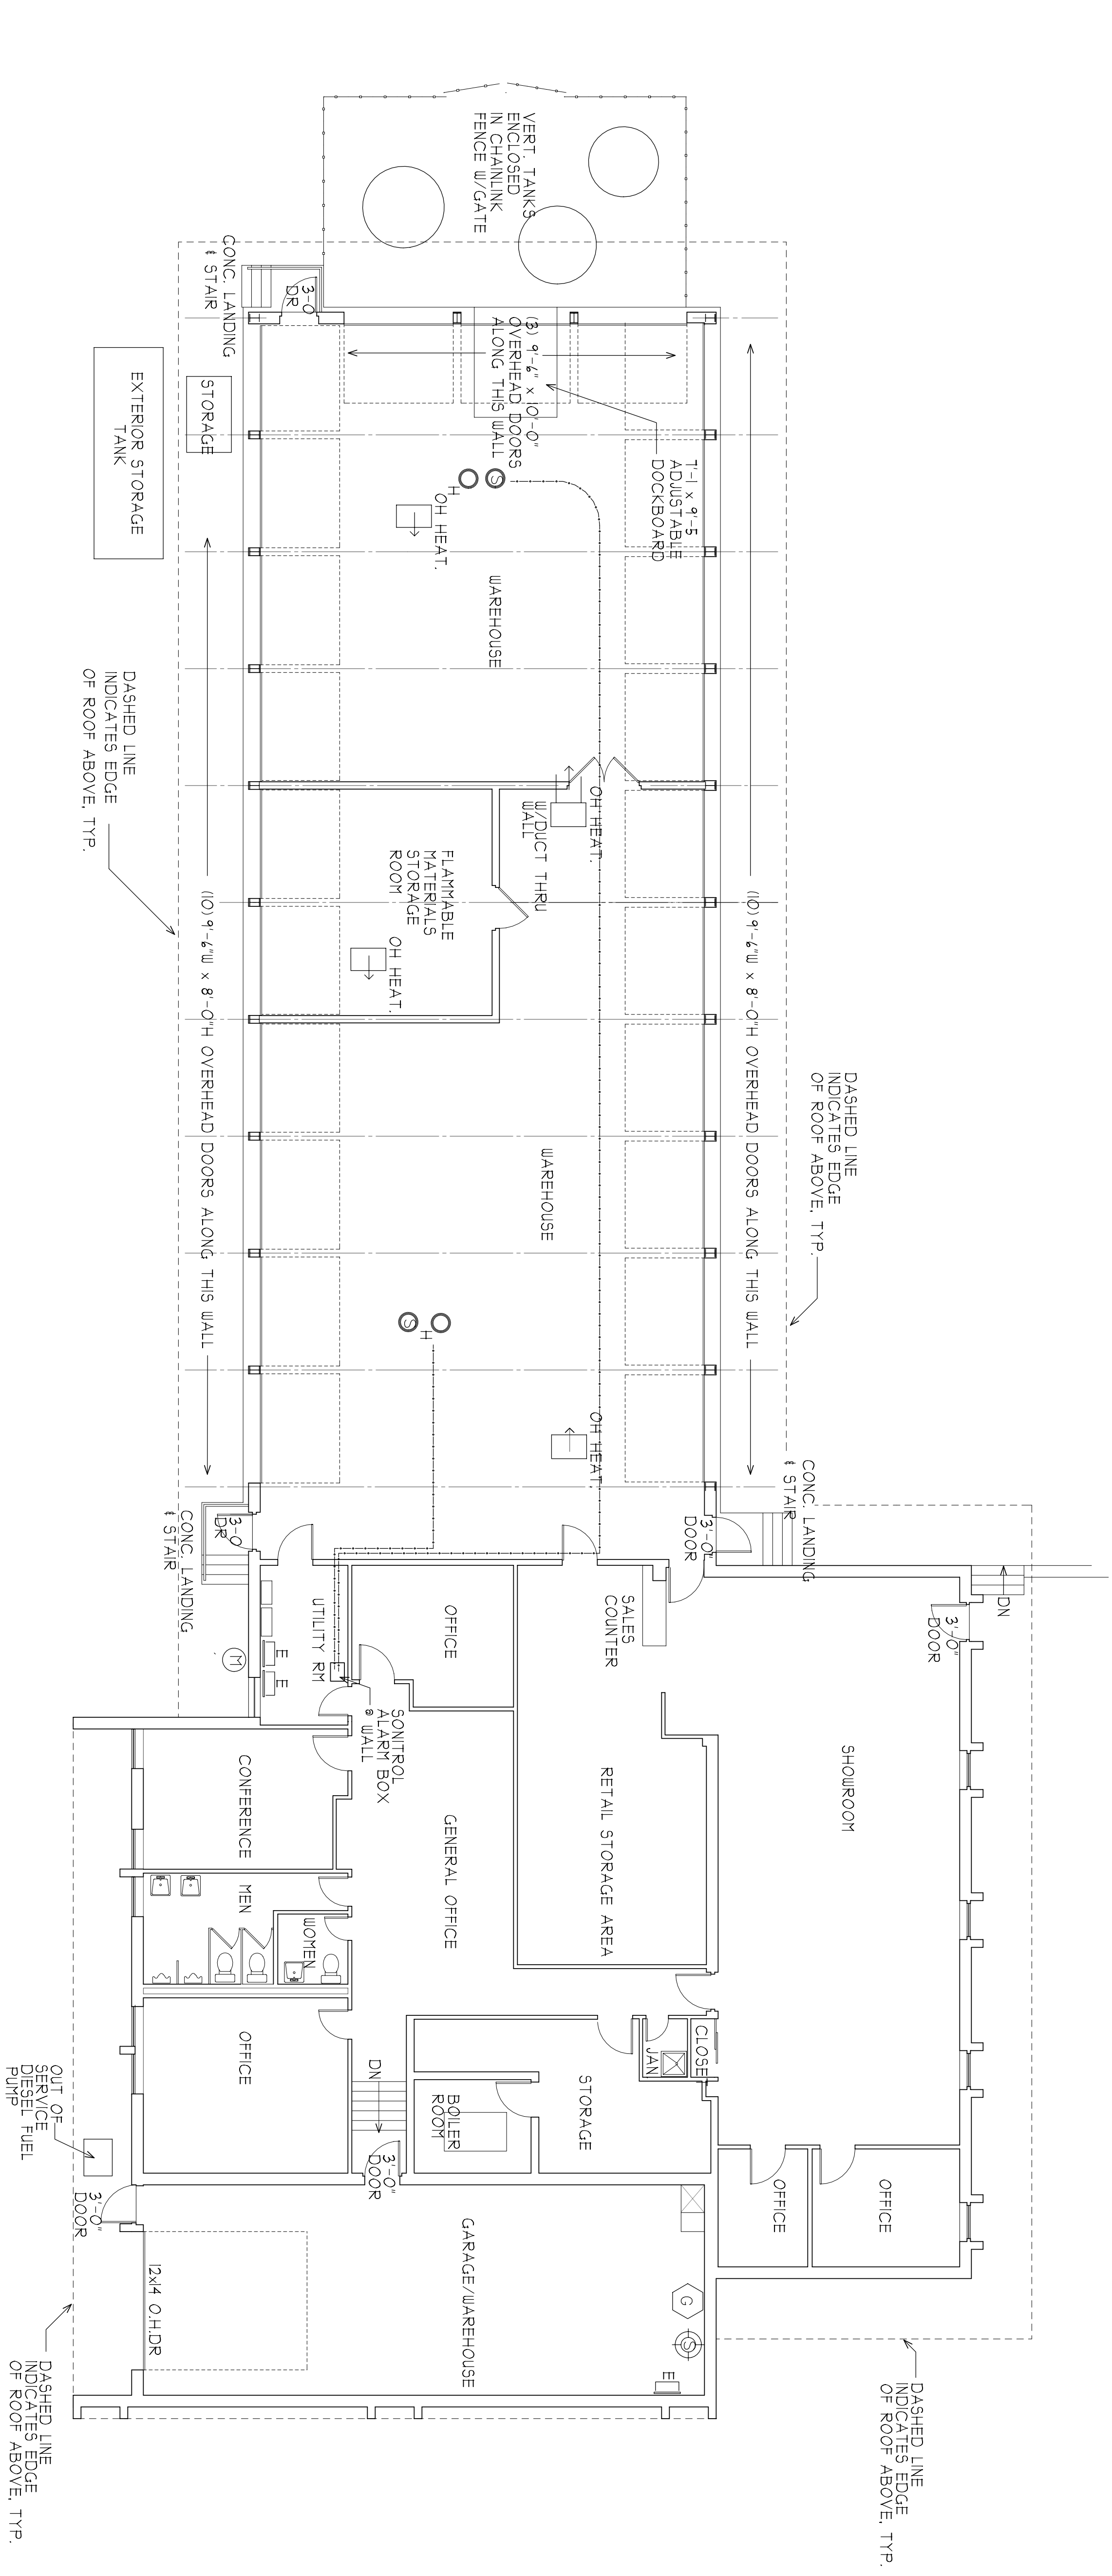 VERT. TANKS
ENCLOSED
IN CHAINLINK
FENCE W/GATE
CONC. LANDING
& STAIR
3'-0
DR
(3) 9'-6" x 10'-0"
OVERHEAD DOORS
ALONG THIS WALL
STORAGE
EXTERIOR STORAGE
TANK
7'-1 x 9'-5
ADJUSTABLE
DOCKBOARD
S
H
OH HEAT.
WAREHOUSE
DASHED LINE
INDICATES EDGE
OF ROOF ABOVE, TYP.
OH HEAT.
W/DUCT THRU
WALL
FLAMMABLE
MATERIALS
STORAGE
ROOM
OH HEAT.
(10) 9'-6"W x 8'-0"H OVERHEAD DOORS ALONG THIS WALL
(10) 9'-6"W x 8'-0"H OVERHEAD DOORS ALONG THIS WALL
DASHED LINE
INDICATES EDGE
OF ROOF ABOVE, TYP.
WAREHOUSE
H
S
OH HEAT.
CONC. LANDING
& STAIR
3'-0"
DOOR
3'-0
DR
CONC. LANDING
& STAIR
DN
3'-0"
DOOR
SALES
COUNTER
OFFICE
UTILITY RM
E
E
M
SONITROL
ALARM BOX
@ WALL
SHOWROOM
RETAIL STORAGE AREA
GENERAL OFFICE
CONFERENCE
MEN
WOMEN
OFFICE
CLOSE
JAN
STORAGE
BOILER
ROOM
DN
3'-0"
DOOR
OFFICE
OFFICE
OUT OF
SERVICE
DIESEL FUEL
PUMP
3'-0"
DOOR
12x14 O.H.DR
GARAGE/WAREHOUSE
G
S
E
DASHED LINE
INDICATES EDGE
OF ROOF ABOVE, TYP.
DASHED LINE
INDICATES EDGE
OF ROOF ABOVE, TYP.